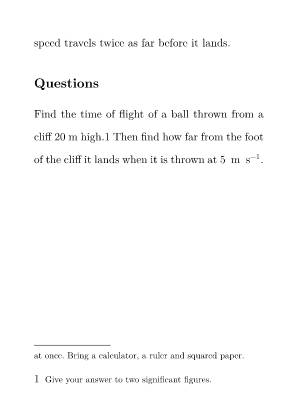 speed travels twice as far before it lands.
Questions
Find the time of flight of a ball thrown from a
cliff 20 m high.1 Then find how far from the foot
of the cliff it lands when it is thrown at 5 m s⁻¹.
at once. Bring a calculator, a ruler and squared paper.
1 Give your answer to two significant figures.